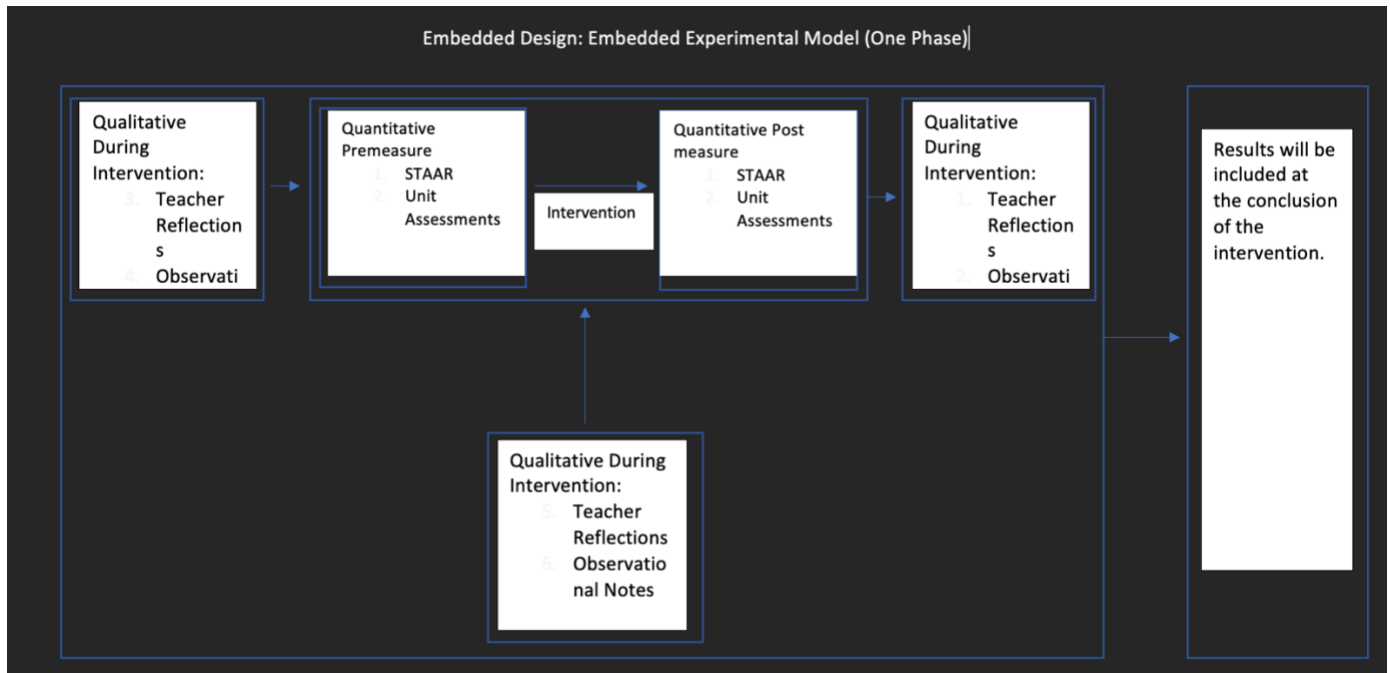 Embedded Design: Embedded Experimental Model (One Phase)
Qualitative
During
Intervention:
3. Teacher
Reflection
s
4. Observati
Quantitative
Premeasure
1. STAAR
2. Unit
Assessments
Intervention
Quantitative Post
measure
1. STAAR
2. Unit
Assessments
Qualitative
During
Intervention:
1. Teacher
Reflection
s
2. Observati
Results will be
included at
the conclusion
of the
intervention.
Qualitative During
Intervention:
5. Teacher
Reflections
6. Observatio
nal Notes